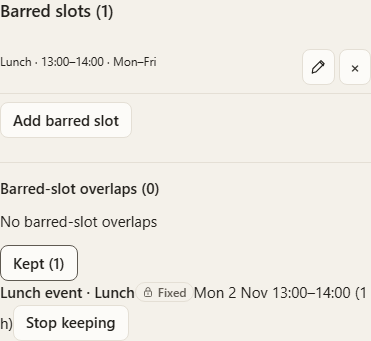 Barred slots (1)
Lunch · 13:00–14:00 · Mon–Fri
×
Add barred slot
Barred-slot overlaps (0)
No barred-slot overlaps
Kept (1)
Lunch event · Lunch Fixed Mon 2 Nov 13:00–14:00 (1
h) Stop keeping